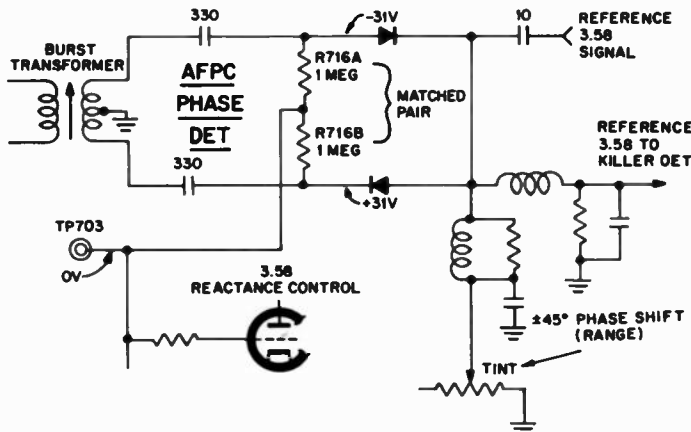 330
-31V
10
REFERENCE
3.58
SIGNAL
BURST
TRANSFORMER
AFPC
PHASE
DET
R716A
1 MEG
MATCHED
PAIR
R716B
1 MEG
330
+31V
REFERENCE
3.58 TO
KILLER DET
TP703
0V
3.58
REACTANCE CONTROL
±45° PHASE SHIFT
(RANGE)
TINT